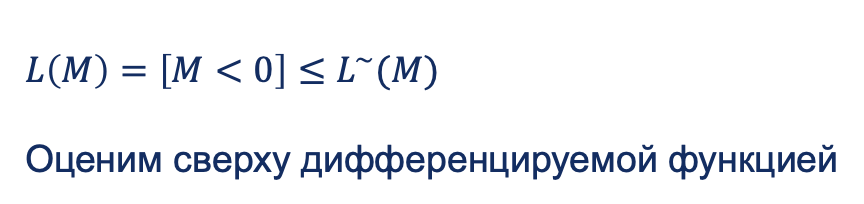 L(M) = [M < 0] ≤ L~(M)
Оценим сверху дифференцируемой функцией